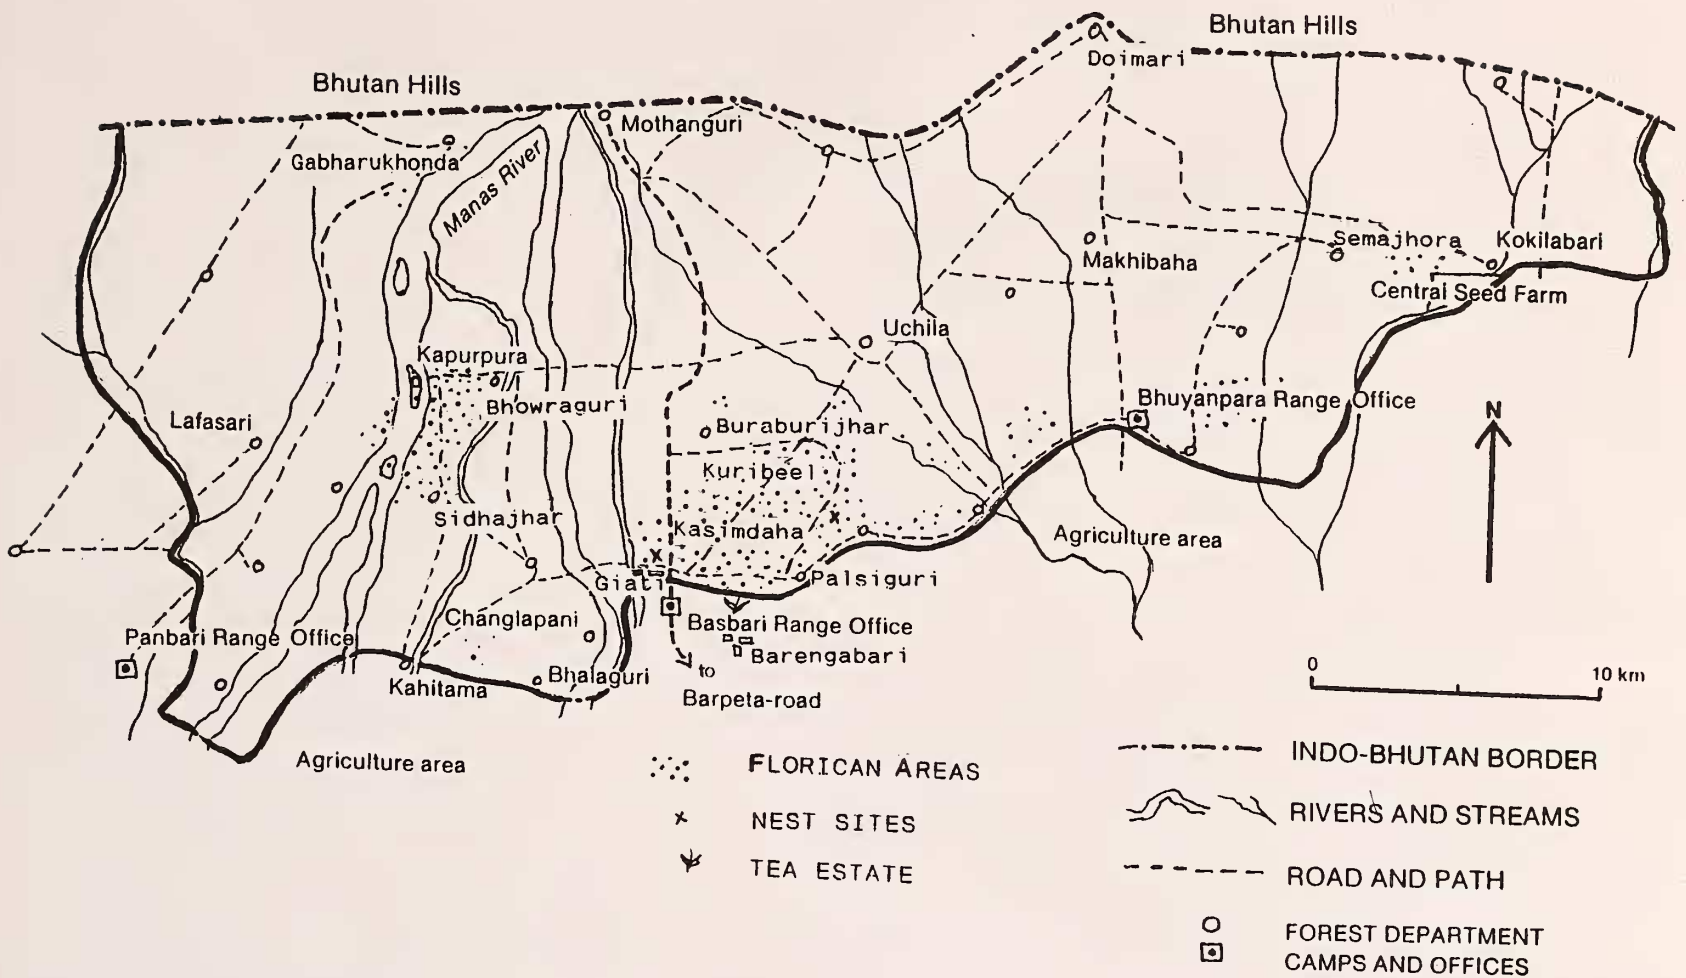 Bhutan Hills
Bhutan Hills
Doimari
Mothanguri
Gabharukhonda
Manas River
Semajhora
Kokilabari
Makhibaha
Central Seed Farm
Uchila
Kapurpura
Bhowraguri
Bhuyanpara Range Office
N
Lafasari
Buraburijhar
Kuribeel
Sidhajhar
Kasimdaha
Agriculture area
Giati
Palsiguri
Changlapani
Basbari Range Office
Panbari Range Office
Barengabari
to
Barpeta-road
Bhalaguri
Kahitama
0
10 km
Agriculture area
FLORICAN AREAS
NEST SITES
TEA ESTATE
INDO-BHUTAN BORDER
RIVERS AND STREAMS
ROAD AND PATH
FOREST DEPARTMENT
CAMPS AND OFFICES